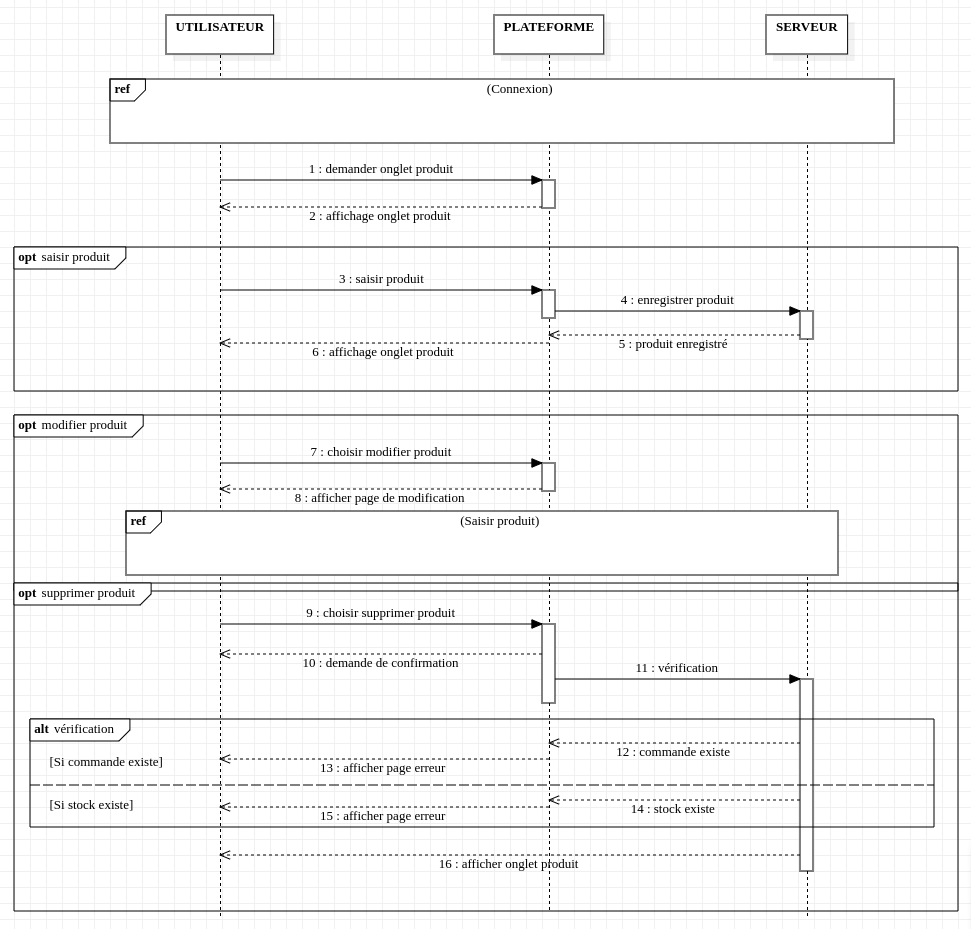 UTILISATEUR
PLATEFORME
SERVEUR
ref
(Connexion)
1 : demander onglet produit
2 : affichage onglet produit
opt saisir produit
3 : saisir produit
4 : enregistrer produit
5 : produit enregistré
6 : affichage onglet produit
opt modifier produit
7 : choisir modifier produit
8 : afficher page de modification
ref
(Saisir produit)
opt supprimer produit
9 : choisir supprimer produit
10 : demande de confirmation
11 : vérification
alt vérification
12 : commande existe
[Si commande existe]
13 : afficher page erreur
[Si stock existe]
14 : stock existe
15 : afficher page erreur
16 : afficher onglet produit